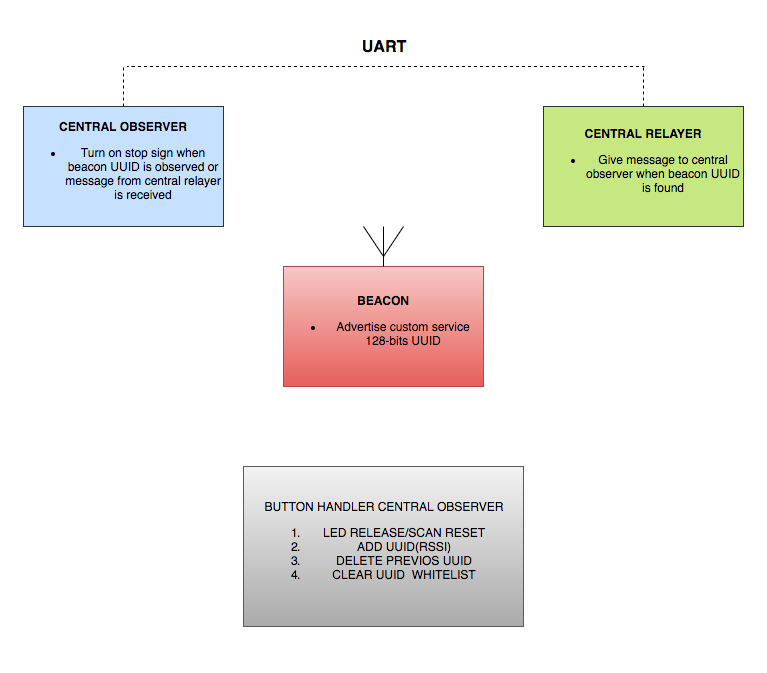 UART
CENTRAL OBSERVER
• Turn on stop sign when
beacon UUID is observed or
message from central relayer
is received
CENTRAL RELAYER
• Give message to central
observer when beacon UUID
is found
BEACON
• Advertise custom service
128-bits UUID
BUTTON HANDLER CENTRAL OBSERVER
1. LED RELEASE/SCAN RESET
2. ADD UUID(RSSI)
3. DELETE PREVIOS UUID
4. CLEAR UUID WHITELIST